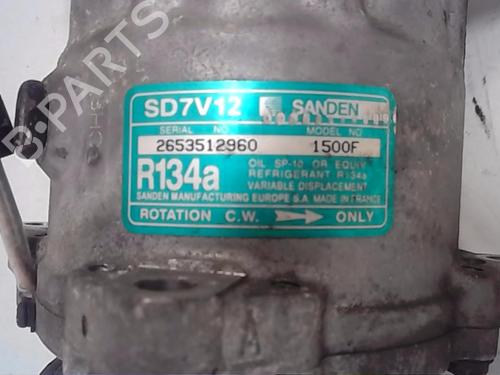 B-PARTS
SD7V12 SANDEN
SERIAL NO MODEL NO
2653512960 1500F
R134a
OIL SP-10 OR EQUIV
REFRIGERANT R134a
VARIABLE DISPLACEMENT
SANDEN MANUFACTURING EUROPE S.A MADE IN FRANCE
ROTATION C.W. ONLY
A